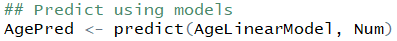 ## Predict using models
AgePred <- predict(AgeLinearModel, Num)